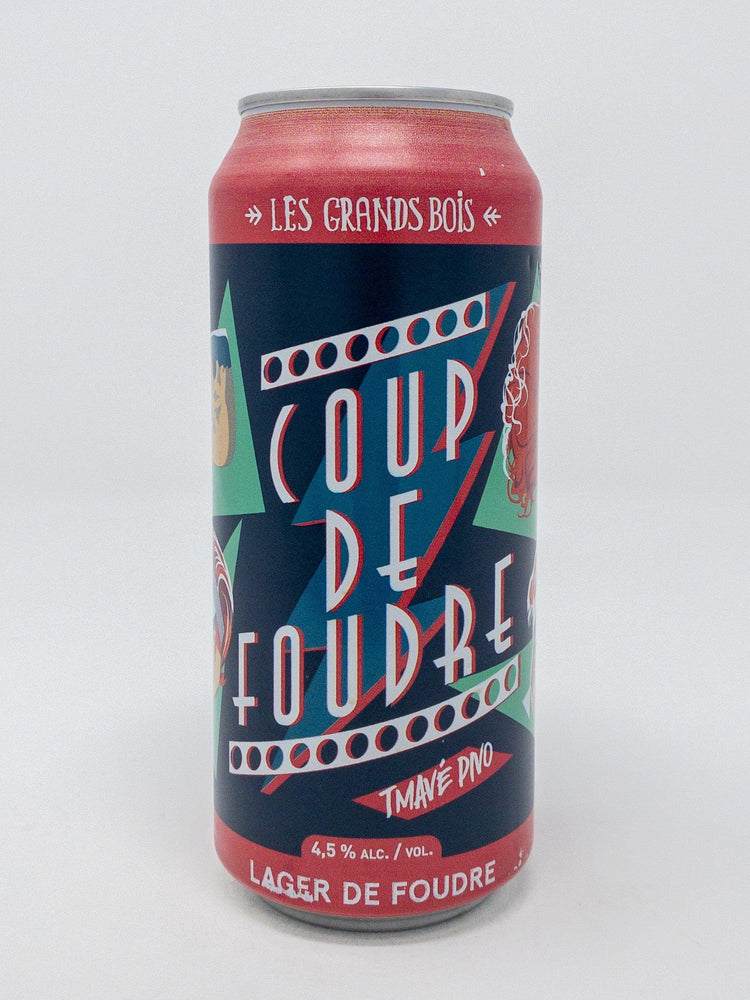 LES GRANDS BOIS
COUP
DE
FOUDRE
TMAVÉ PIVO
4,5 % ALC. / VOL.
LAGER DE FOUDRE